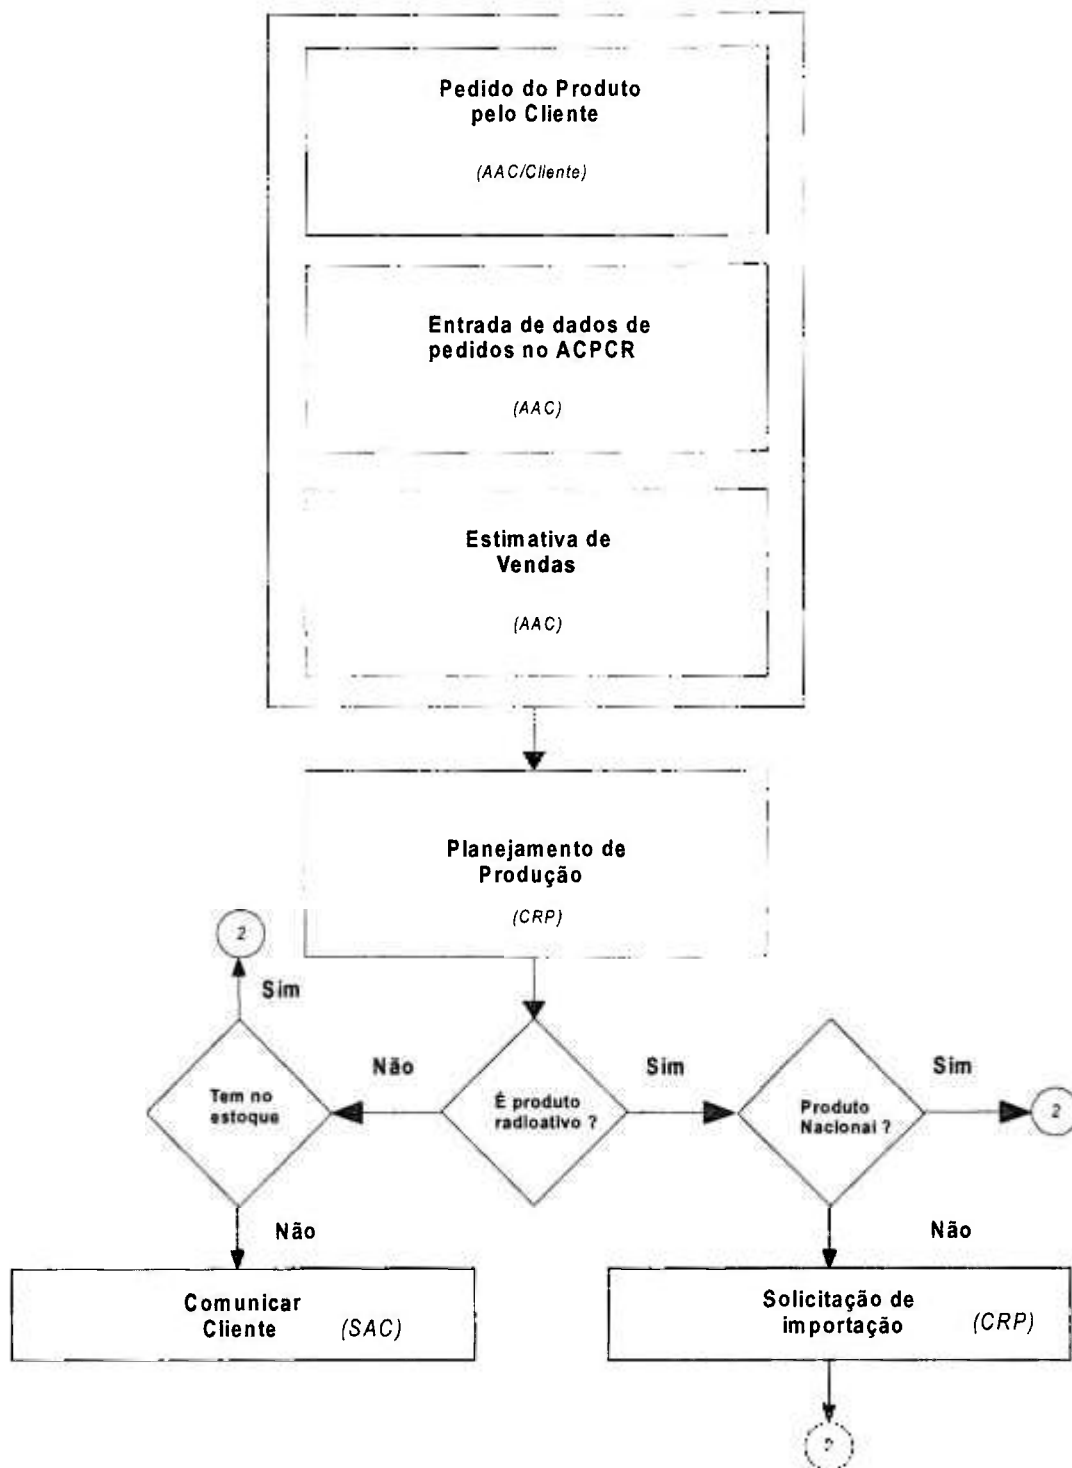 Pedido do Produto
pelo Cliente
(AAC/Cliente)
Entrada de dados de
pedidos no ACPCR
(AAC)
Estimativa de
Vendas
(AAC)
Planejamento de
Produção
(CRP)
2
Sim
Não
Sim
Sim
Tem no
estoque
É produto
radioativo ?
Produto
Nacional ?
2
Não
Não
Comunicar
Cliente (SAC)
Solicitação de
importação (CRP)